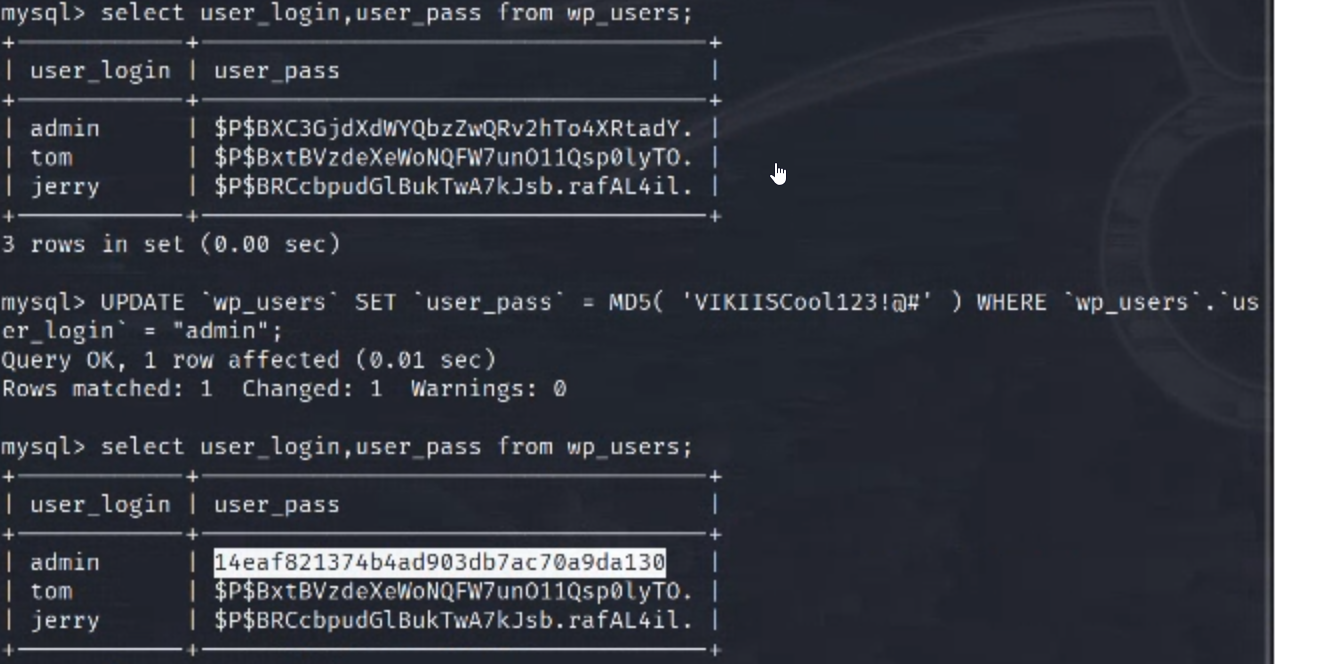 mysql> select user_login,user_pass from wp_users;
| user_login | user_pass |
| admin | $P$BXC3GjdXdWYQbzZwQRv2hTo4XRtadY. |
| tom | $P$BxtBVzdeXeWoNQFW7unO11Qsp0lyTO. |
| jerry | $P$BRCcbpudGlBukTwA7kJsb.rafAL4il. |
3 rows in set (0.00 sec)
mysql> UPDATE `wp_users` SET `user_pass` = MD5( 'VIKIISCool123!@#' ) WHERE `wp_users`.`us
er_login` = "admin";
Query OK, 1 row affected (0.01 sec)
Rows matched: 1 Changed: 1 Warnings: 0
mysql> select user_login,user_pass from wp_users;
| user_login | user_pass |
| admin | 14eaf821374b4ad903db7ac70a9da130 |
| tom | $P$BxtBVzdeXeWoNQFW7unO11Qsp0lyTO. |
| jerry | $P$BRCcbpudGlBukTwA7kJsb.rafAL4il. |